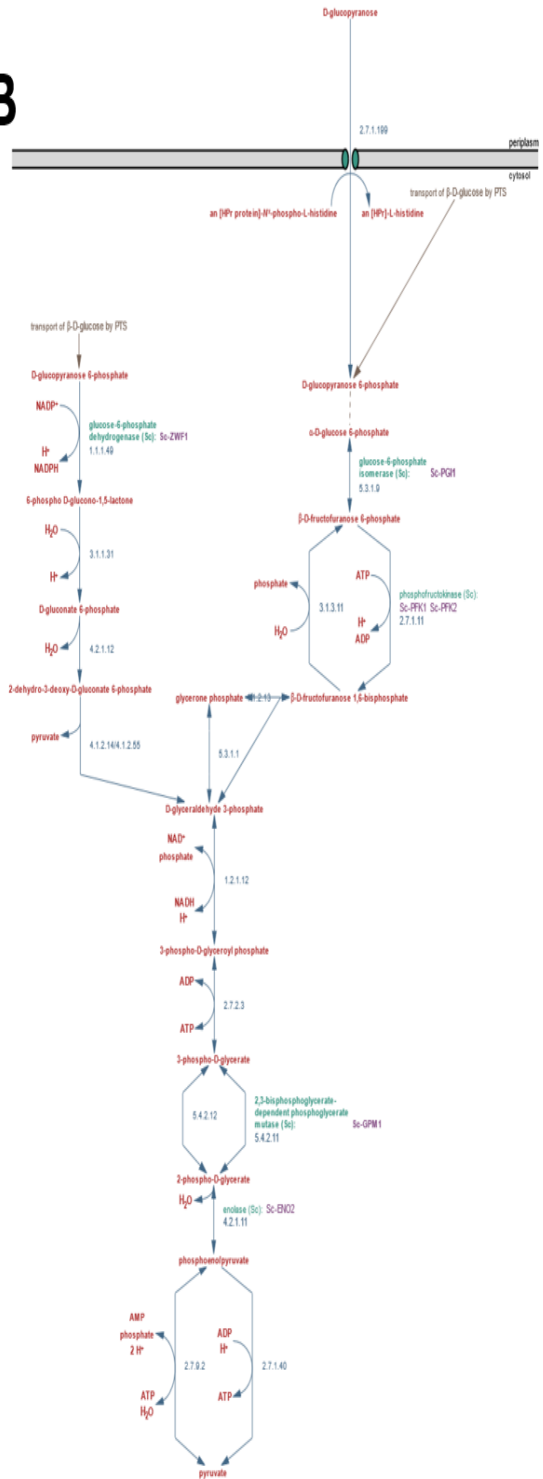 B
D-glucopyranose
2.7.1.199
periplasm
cytosol
transport of β-D-glucose by PTS
an [HPr protein]-Nπ-phospho-L-histidine
an [HPr]-L-histidine
transport of β-D-glucose by PTS
D-glucopyranose 6-phosphate
NADP+
glucose-6-phosphate
dehydrogenase (Sc): Sc-ZWF1
1.1.1.49
H+
NADPH
6-phospho D-glucono-1,5-lactone
H2O
3.1.1.31
H+
D-gluconate 6-phosphate
H2O
4.2.1.12
2-dehydro-3-deoxy-D-gluconate 6-phosphate
pyruvate
4.1.2.14/4.1.2.55
D-glucopyranose 6-phosphate
α-D-glucose 6-phosphate
glucose-6-phosphate
isomerase (Sc): Sc-PGI1
5.3.1.9
β-D-fructofuranose 6-phosphate
phosphate
3.1.3.11
H2O
ATP
phosphofructokinase (Sc):
Sc-PFK1 Sc-PFK2
2.7.1.11
H+
ADP
glycerone phosphate
β-D-fructofuranose 1,6-bisphosphate
5.3.1.1
D-glyceraldehyde 3-phosphate
NAD+
phosphate
1.2.1.12
NADH
H+
3-phospho-D-glyceroyl phosphate
ADP
2.7.2.3
ATP
3-phospho-D-glycerate
5.4.2.12
2,3-bisphosphoglycerate-
dependent phosphoglycerate
mutase (Sc): Sc-GPM1
5.4.2.11
2-phospho-D-glycerate
H2O
enolase (Sc): Sc-ENO2
4.2.1.11
phosphoenolpyruvate
AMP
phosphate
2 H+
2.7.9.2
ATP
H2O
ADP
H+
2.7.1.40
ATP
pyruvate